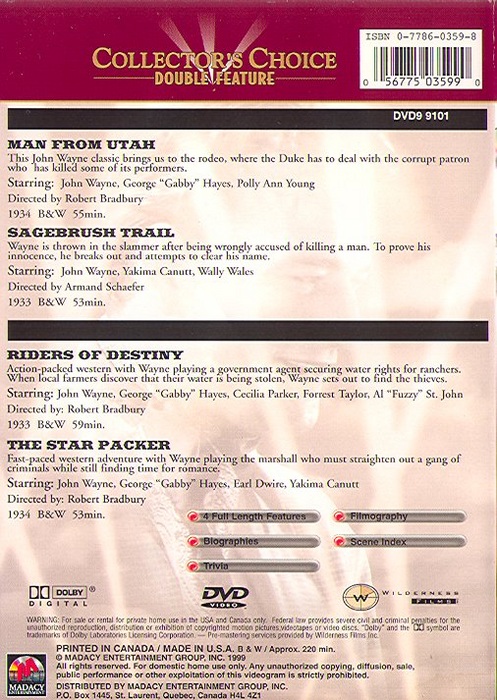 COLLECTOR'S CHOICE
DOUBLE FEATURE
ISBN 0-7786-0359-8
0 56775 03599 0
DVD9 9101
MAN FROM UTAH
This John Wayne classic brings us to the rodeo, where the Duke has to deal with the corrupt patron
who has killed some of its performers.
Starring: John Wayne, George "Gabby" Hayes, Polly Ann Young
Directed by Robert Bradbury
1934 B&W 55min.
SAGEBRUSH TRAIL
Wayne is thrown in the slammer after being wrongly accused of killing a man. To prove his
innocence, he breaks out and attempts to clear his name.
Starring: John Wayne, Yakima Canutt, Wally Wales
Directed by Armand Schaefer
1933 B&W 53min.
RIDERS OF DESTINY
Action-packed western with Wayne playing a government agent securing water rights for ranchers.
When local farmers discover that their water is being stolen, Wayne sets out to find the thieves.
Starring: John Wayne, George "Gabby" Hayes, Cecilia Parker, Forrest Taylor, Al "Fuzzy" St. John
Directed by: Robert Bradbury
1933 B&W 59min.
THE STAR PACKER
Fast-paced western adventure with Wayne playing the marshall who must straighten out a gang of
criminals while still finding time for romance.
Starring: John Wayne, George "Gabby" Hayes, Earl Dwire, Yakima Canutt
Directed by: Robert Bradbury
1934 B&W 53min.
4 Full Length Features
Filmography
Biographies
Scene Index
Trivia
DOLBY
DIGITAL
DVD
VIDEO
W
WILDERNESS
FILMS
WARNING: For sale or rental for private home use in the USA and Canada only. Federal law provides severe civil and criminal penalties for the
unauthorized reproduction, distribution or exhibition of copyrighted motion pictures, videotapes or video discs. "Dolby" and the symbol are
trademarks of Dolby Laboratories Licensing Corporation. — Pre-mastering services provided by Wilderness Films Inc.
PRINTED IN CANADA / MADE IN U.S.A. B & W / Approx. 220 min.
© MADACY ENTERTAINMENT GROUP, INC. 1999
All rights reserved. For domestic home use only. Any unauthorized copying, diffusion, sale,
public performance or other exploitation of this videogram is strictly prohibited.
DISTRIBUTED BY MADACY ENTERTAINMENT GROUP, INC.
P.O. Box 1445, St. Laurent, Quebec, Canada H4L 4Z1
MADACY
ENTERTAINMENT